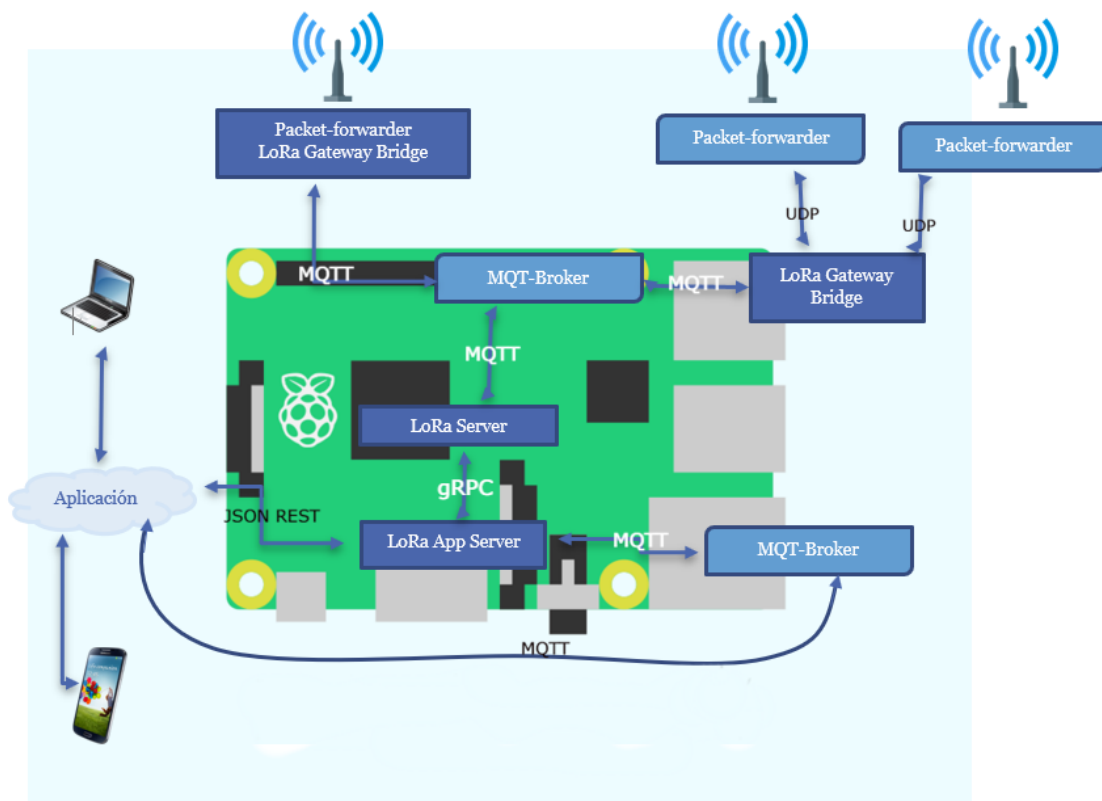 Packet-forwarder
LoRa Gateway Bridge
Packet-forwarder
Packet-forwarder
UDP
UDP
MQTT
MQT-Broker
MQTT
LoRa Gateway
Bridge
MQTT
LoRa Server
gRPC
Aplicación
JSON REST
LoRa App Server
MQTT
MQT-Broker
MQTT